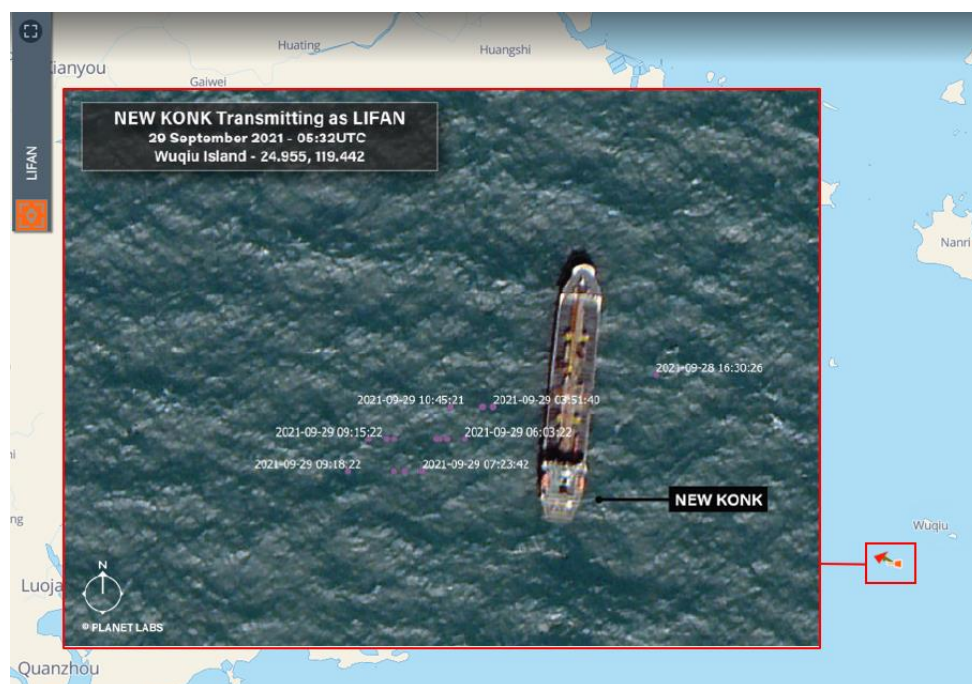 Huating
Huangshi
Xianyou
Gaiwei
LIFAN
NEW KONK Transmitting as LIFAN
29 September 2021 - 05:32UTC
Wuqiu Island - 24.955, 119.442
Nanri
2021-09-28 16:30:26
2021-09-29 10:45:21
2021-09-29 03:51:40
2021-09-29 09:15:22
2021-09-29 06:03:22
2021-09-29 09:18:22
2021-09-29 07:23:42
NEW KONK
Wuqiu
N
Luoja
© PLANET LABS
Quanzhou